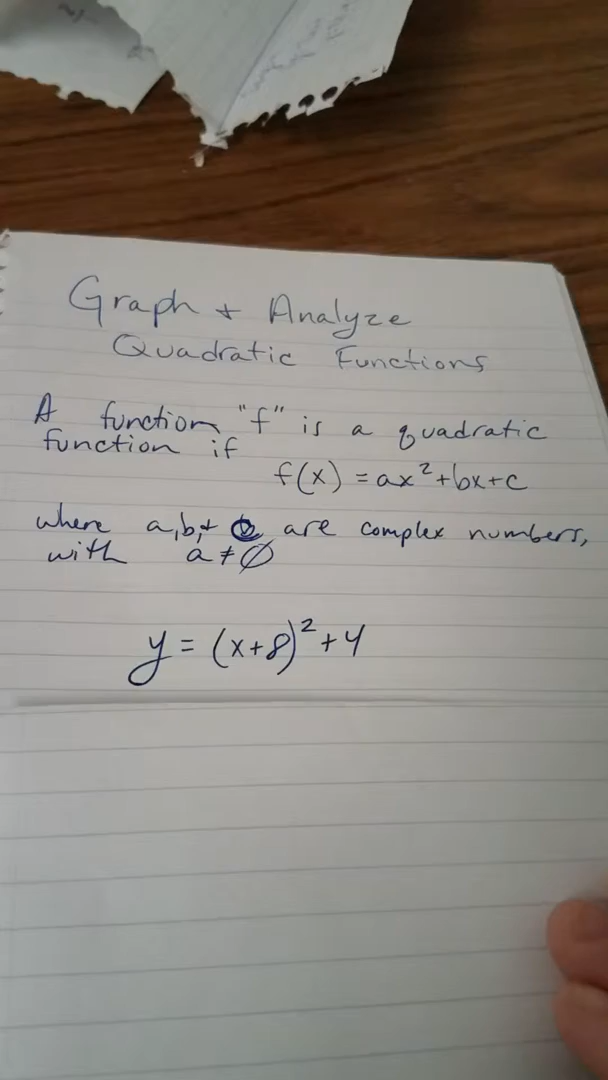 Graph + Analyze
Quadratic Functions
A function "f" is a quadratic
function if
f(x) = ax²+bx+c
where a,b,+ are complex numbers,
with a ≠ ∅
y = (x+8)²+4